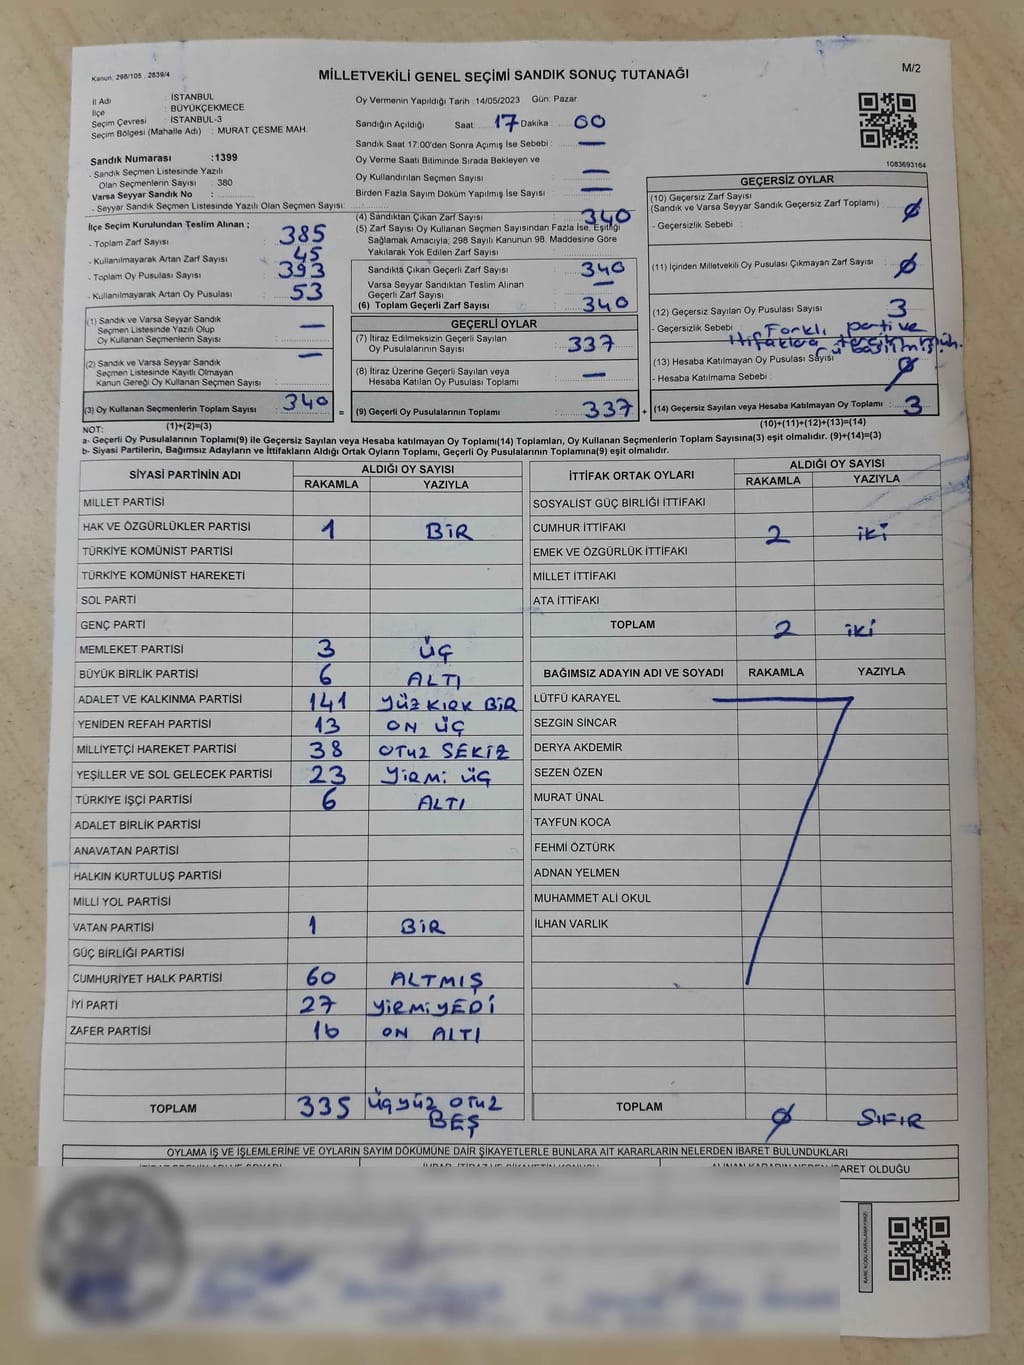 Kanun: 298/105 , 2839/4
MİLLETVEKİLİ GENEL SEÇİMİ SANDIK SONUÇ TUTANAĞI
M/2
İl Adı : İSTANBUL
İlçe : BÜYÜKÇEKMECE
Seçim Çevresi : İSTANBUL-3
Seçim Bölgesi (Mahalle Adı) : MURAT ÇESME MAH.
Sandık Numarası :1399
- Sandık Seçmen Listesinde Yazılı
Olan Seçmenlerin Sayısı : 380
Varsa Seyyar Sandık No :
- Seyyar Sandık Seçmen Listesinde Yazılı Olan Seçmen Sayısı:
Oy Vermenin Yapıldığı Tarih :14/05/2023 Gün: Pazar
Sandığın Açıldığı Saat: 17 Dakika : 00
Sandık Saat 17:00'den Sonra Açımış İse Sebebi : —
Oy Verme Saati Bitiminde Sırada Bekleyen ve
Oy Kullandırılan Seçmen Sayısı : —
Birden Fazla Sayım Döküm Yapılmış İse Sayısı : —
1083693164
İlçe Seçim Kurulundan Teslim Alınan ;
- Toplam Zarf Sayısı : 385
- Kullanılmayarak Artan Zarf Sayısı : 45
- Toplam Oy Pusulası Sayısı : 393
- Kullanılmayarak Artan Oy Pusulası : 53
(1) Sandık ve Varsa Seyyar Sandık
Seçmen Listesinde Yazılı Olup
Oy Kullanan Seçmenlerin Sayısı : —
(2) Sandık ve Varsa Seyyar Sandık
Seçmen Listesinde Kayıtlı Olmayan
Kanun Gereği Oy Kullanan Seçmen Sayısı : —
(3) Oy Kullanan Seçmenlerin Toplam Sayısı : 340
(1)+(2)=(3)
(4) Sandıktan Çıkan Zarf Sayısı : 340
(5) Zarf Sayısı Oy Kullanan Seçmen Sayısından Fazla İse, Eşitliği
Sağlamak Amacıyla; 298 Sayılı Kanunun 98. Maddesine Göre
Yakılarak Yok Edilen Zarf Sayısı :
Sandıkta Çıkan Geçerli Zarf Sayısı : 340
Varsa Seyyar Sandıktan Teslim Alınan
Geçerli Zarf Sayısı : —
(6) Toplam Geçerli Zarf Sayısı : 340
GEÇERLİ OYLAR
(7) İtiraz Edilmeksizin Geçerli Sayılan
Oy Pusulalarının Sayısı : 337
(8) İtiraz Üzerine Geçerli Sayılan veya
Hesaba Katılan Oy Pusulası Toplamı : —
= (9) Geçerli Oy Pusulalarının Toplamı : 337 +
GEÇERSİZ OYLAR
(10) Geçersiz Zarf Sayısı
(Sandık ve Varsa Seyyar Sandık Geçersiz Zarf Toplamı) : Ø
- Geçersizlik Sebebi :
(11) İçinden Milletvekili Oy Pusulası Çıkmayan Zarf Sayısı : Ø
(12) Geçersiz Sayılan Oy Pusulası Sayısı : 3
- Geçersizlik Sebebi : Farklı parti ve
(13) Hesaba Katılmayan Oy Pusulası Sayısı : Ø
- Hesaba Katılmama Sebebi :
(14) Geçersiz Sayılan veya Hesaba Katılmayan Oy Toplamı : 3
(10)+(11)+(12)+(13)=(14)
NOT:
a- Geçerli Oy Pusulalarının Toplamı(9) ile Geçersiz Sayılan veya Hesaba katılmayan Oy Toplamı(14) Toplamları, Oy Kullanan Seçmenlerin Toplam Sayısına(3) eşit olmalıdır. (9)+(14)=(3)
b- Siyasi Partilerin, Bağımsız Adayların ve İttifakların Aldığı Ortak Oyların Toplamı, Geçerli Oy Pusulalarının Toplamına(9) eşit olmalıdır.
SİYASİ PARTİNİN ADI ALDIĞI OY SAYISI
RAKAMLA YAZIYLA
MİLLET PARTİSİ
HAK VE ÖZGÜRLÜKLER PARTİSİ 1 BİR
TÜRKİYE KOMÜNİST PARTİSİ
TÜRKİYE KOMÜNİST HAREKETİ
SOL PARTİ
GENÇ PARTİ
MEMLEKET PARTİSİ 3 ÜÇ
BÜYÜK BİRLİK PARTİSİ 6 ALTI
ADALET VE KALKINMA PARTİSİ 141 YÜZ KIRK BİR
YENİDEN REFAH PARTİSİ 13 ON ÜÇ
MİLLİYETÇİ HAREKET PARTİSİ 38 OTUZ SEKİZ
YEŞİLLER VE SOL GELECEK PARTİSİ 23 YİRMİ ÜÇ
TÜRKİYE İŞÇİ PARTİSİ 6 ALTI
ADALET BİRLİK PARTİSİ
ANAVATAN PARTİSİ
HALKIN KURTULUŞ PARTİSİ
MİLLİ YOL PARTİSİ
VATAN PARTİSİ 1 BİR
GÜÇ BİRLİĞİ PARTİSİ
CUMHURİYET HALK PARTİSİ 60 ALTMIŞ
İYİ PARTİ 27 YİRMİYEDİ
ZAFER PARTİSİ 16 ON ALTI
TOPLAM 335 ÜÇYÜZ OTUZ
BEŞ
İTTİFAK ORTAK OYLARI ALDIĞI OY SAYISI
RAKAMLA YAZIYLA
SOSYALİST GÜÇ BİRLİĞİ İTTİFAKI
CUMHUR İTTİFAKI 2 İKİ
EMEK VE ÖZGÜRLÜK İTTİFAKI
MİLLET İTTİFAKI
ATA İTTİFAKI
TOPLAM 2 İKİ
BAĞIMSIZ ADAYIN ADI VE SOYADI RAKAMLA YAZIYLA
LÜTFÜ KARAYEL
SEZGİN SİNCAR
DERYA AKDEMİR
SEZEN ÖZEN
MURAT ÜNAL
TAYFUN KOCA
FEHMİ ÖZTÜRK
ADNAN YELMEN
MUHAMMET ALİ OKUL
İLHAN VARLIK
TOPLAM Ø SIFIR
OYLAMA İŞ VE İŞLEMLERİNE VE OYLARIN SAYIM DÖKÜMÜNE DAİR ŞİKAYETLERLE BUNLARA AİT KARARLARIN NELERDEN İBARET BULUNDUKLARI
BARET OLDUĞU